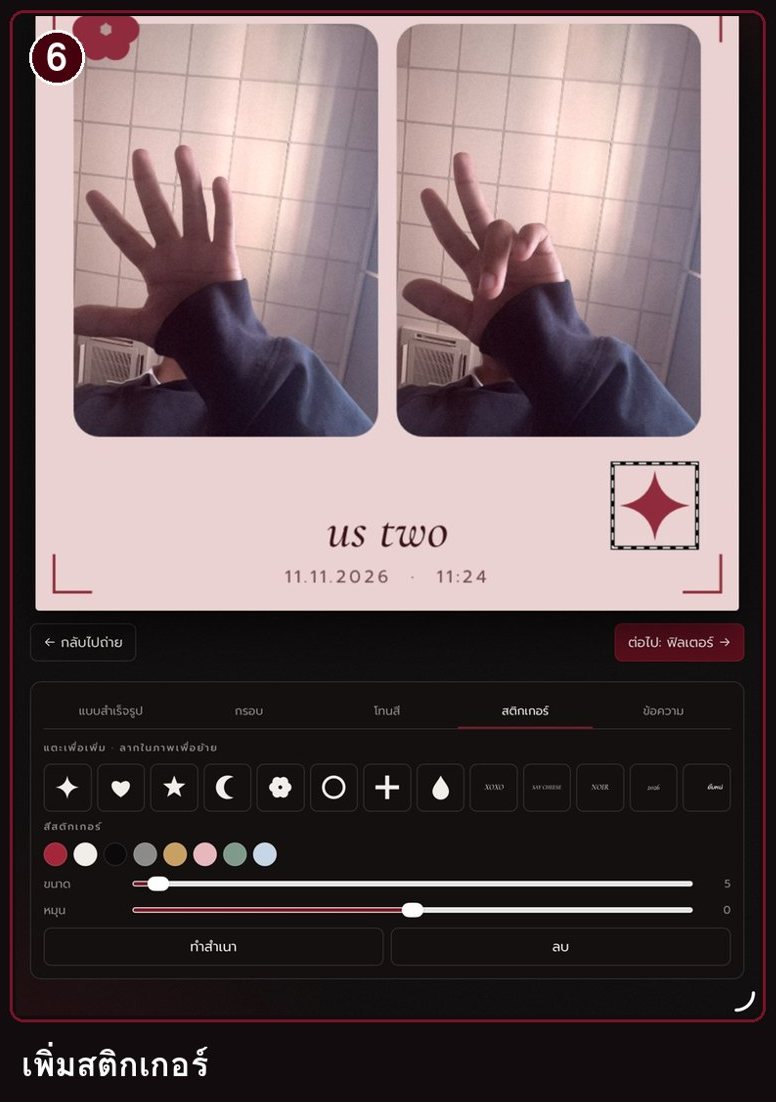 6
us two
11.11.2026 · 11:24
← กลับไปถ่าย
ต่อไป: ฟิลเตอร์ →
แบบสำเร็จรูป กรอบ โทนสี สติกเกอร์ ข้อความ
แตะเพื่อเพิ่ม · ลากในภาพเพื่อย้าย
XOXO SAY CHEESE NOIR 2026
สีสติกเกอร์
ขนาด 5
หมุน 0
ทำสำเนา ลบ
เพิ่มสติกเกอร์